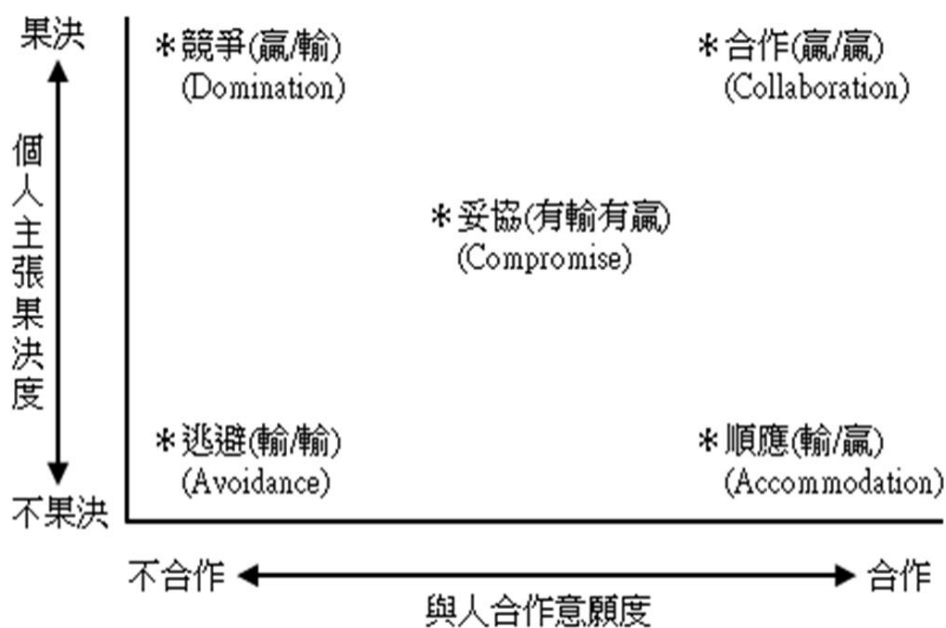 果決
*競爭(贏/輸)
(Domination)
*合作(贏/贏)
(Collaboration)
個人主張果決度
*妥協(有輸有贏)
(Compromise)
*逃避(輸/輸)
(Avoidance)
*順應(輸/贏)
(Accommodation)
不果決
不合作
合作
與人合作意願度